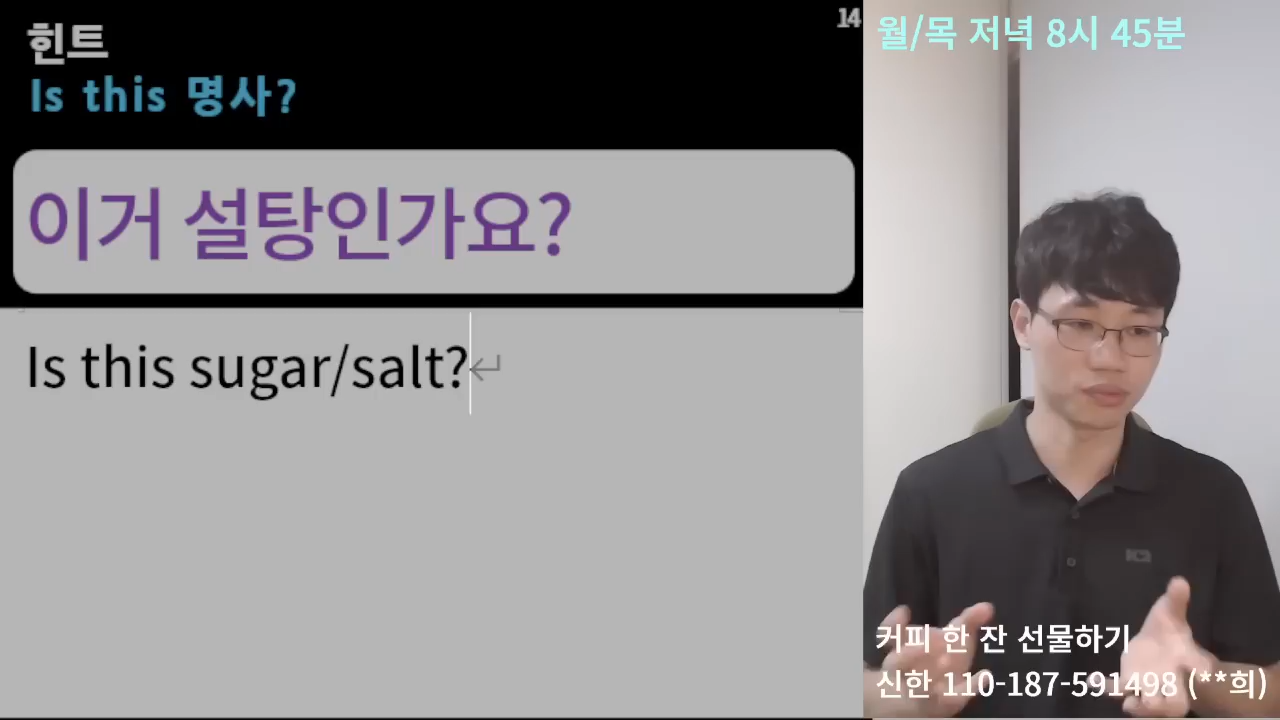 힌트
14
Is this 명사?
이거 설탕인가요?
Is this sugar/salt?↵
월/목 저녁 8시 45분
커피 한 잔 선물하기
신한 110-187-591498 (**희)